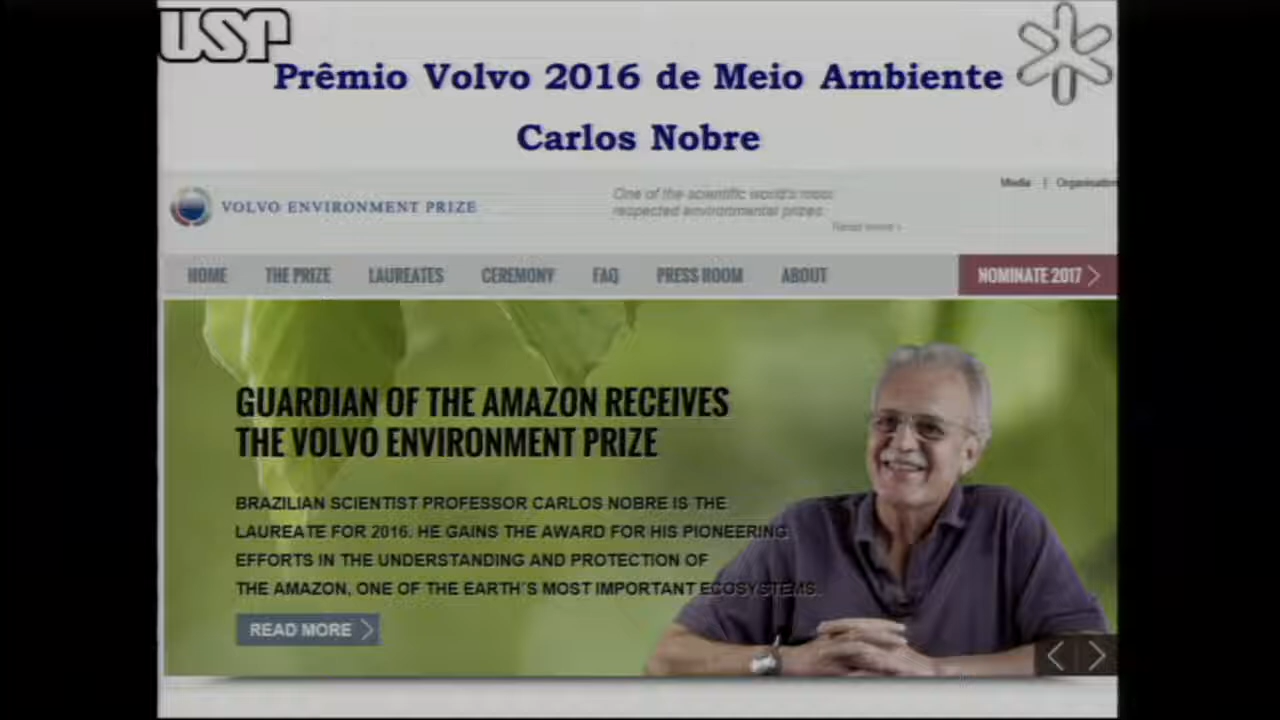 USP
Prêmio Volvo 2016 de Meio Ambiente
Carlos Nobre
Media | Organisation
VOLVO ENVIRONMENT PRIZE
One of the scientific world's most
respected environmental prizes
Read more >
HOME THE PRIZE LAUREATES CEREMONY FAQ PRESS ROOM ABOUT NOMINATE 2017
GUARDIAN OF THE AMAZON RECEIVES
THE VOLVO ENVIRONMENT PRIZE
BRAZILIAN SCIENTIST PROFESSOR CARLOS NOBRE IS THE
LAUREATE FOR 2016. HE GAINS THE AWARD FOR HIS PIONEERING
EFFORTS IN THE UNDERSTANDING AND PROTECTION OF
THE AMAZON, ONE OF THE EARTH'S MOST IMPORTANT ECOSYSTEMS.
READ MORE